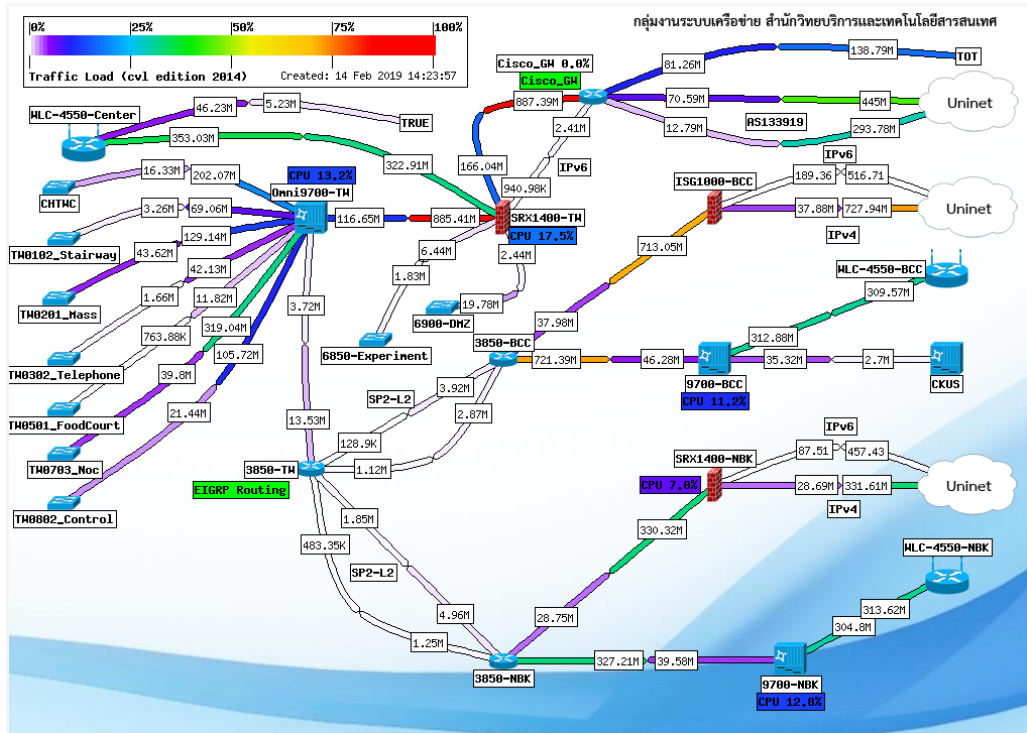 กลุ่มงานระบบเครือข่าย สำนักวิทยบริการและเทคโนโลยีสารสนเทศ
0% 25% 50% 75% 100%
Traffic Load (cvl edition 2014) Created: 14 Feb 2019 14:23:57
Cisco_GW 0.0%
Cisco_GW
81.26M
138.79M
TOT
887.39M
70.59M
445M
AS133919
Uninet
12.79M
293.78M
2.41M
IPv6
940.98K
166.04M
WLC-4550-Center
46.23M
5.23M
TRUE
353.03M
322.91M
CHTWC
16.33M
202.07M
CPU 13.2%
Omni9700-TW
116.65M
885.41M
SRX1400-TW
CPU 17.5%
ISG1000-BCC
IPv6
189.36
516.71
37.88M
727.94M
IPv4
Uninet
TW0102_Stairway
3.26M
69.06M
TW0201_Mass
43.62M
129.14M
TW0302_Telephone
1.66M
42.13M
TW0501_FoodCourt
763.88K
11.82M
TW0703_Noc
39.8M
319.04M
TW0802_Control
21.44M
105.72M
6.44M
1.83M
6850-Experiment
2.44M
19.78M
6900-DMZ
713.05M
37.98M
3850-BCC
721.39M
46.28M
9700-BCC
CPU 11.2%
WLC-4550-BCC
309.57M
312.88M
35.32M
2.7M
CKUS
3.72M
13.53M
3850-TW
EIGRP Routing
SP2-L2
3.92M
128.9K
2.87M
1.12M
1.85M
483.35K
SP2-L2
4.96M
1.25M
3850-NBK
SRX1400-NBK
CPU 7.0%
IPv6
87.51
457.43
28.69M
331.61M
IPv4
Uninet
330.32M
28.75M
327.21M
39.58M
9700-NBK
CPU 12.8%
WLC-4550-NBK
313.62M
304.8M